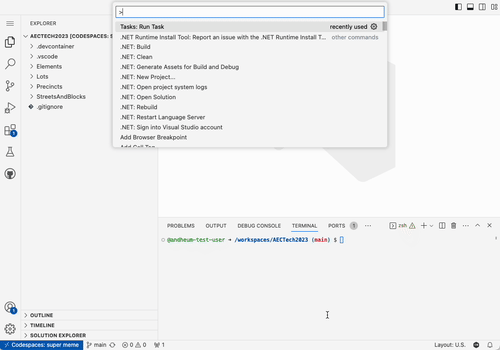 EXPLORER
>
AECTECH2023 [CODESPACES: S
.devcontainer
.vscode
Elements
Lots
Precincts
StreetsAndBlocks
.gitignore
Tasks: Run Task
recently used
.NET Runtime Install Tool: Report an issue with the .NET Runtime Install T...
other commands
.NET: Build
.NET: Clean
.NET: Generate Assets for Build and Debug
.NET: New Project...
.NET: Open project system logs
.NET: Open Solution
.NET: Rebuild
.NET: Restart Language Server
.NET: Sign into Visual Studio account
Add Browser Breakpoint
PROBLEMS
OUTPUT
DEBUG CONSOLE
TERMINAL
PORTS
1
zsh
@andheum-test-user → /workspaces/AECTech2023 (main) $
OUTLINE
TIMELINE
SOLUTION EXPLORER
Codespaces: super meme
main
0
0
1
Layout: U.S.